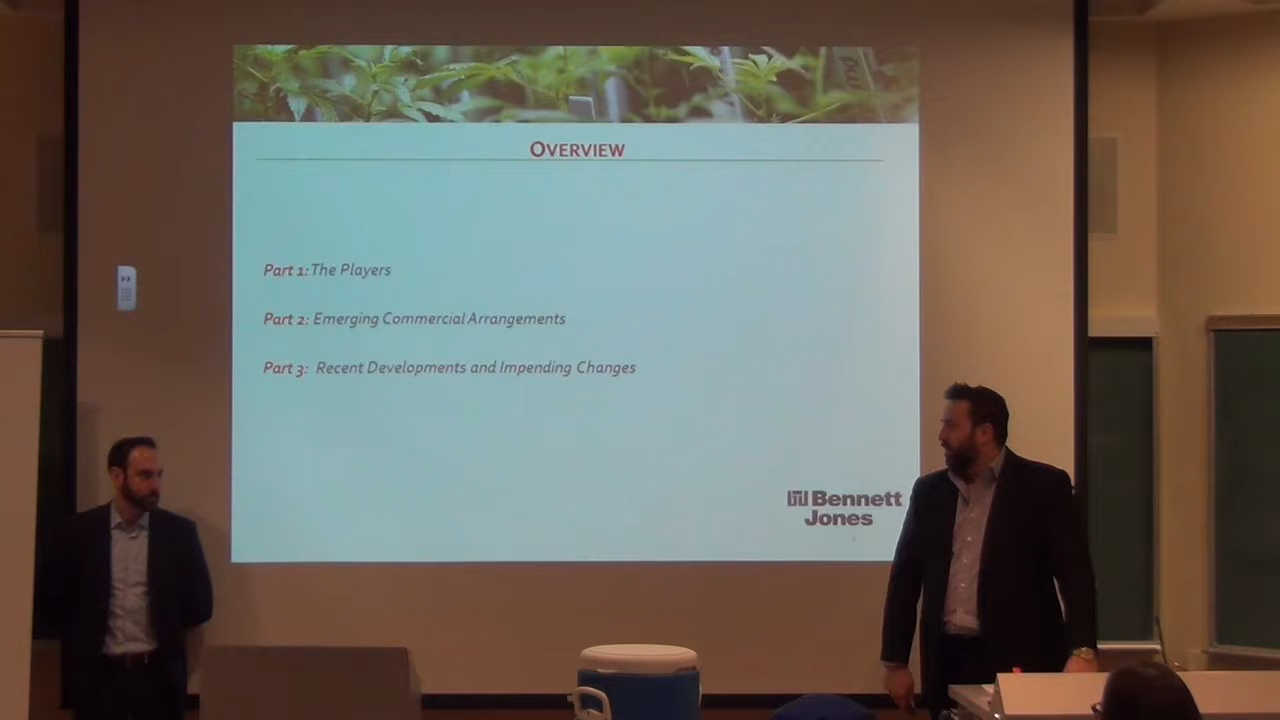 OVERVIEW
Part 1: The Players
Part 2: Emerging Commercial Arrangements
Part 3: Recent Developments and Impending Changes
Bennett
Jones